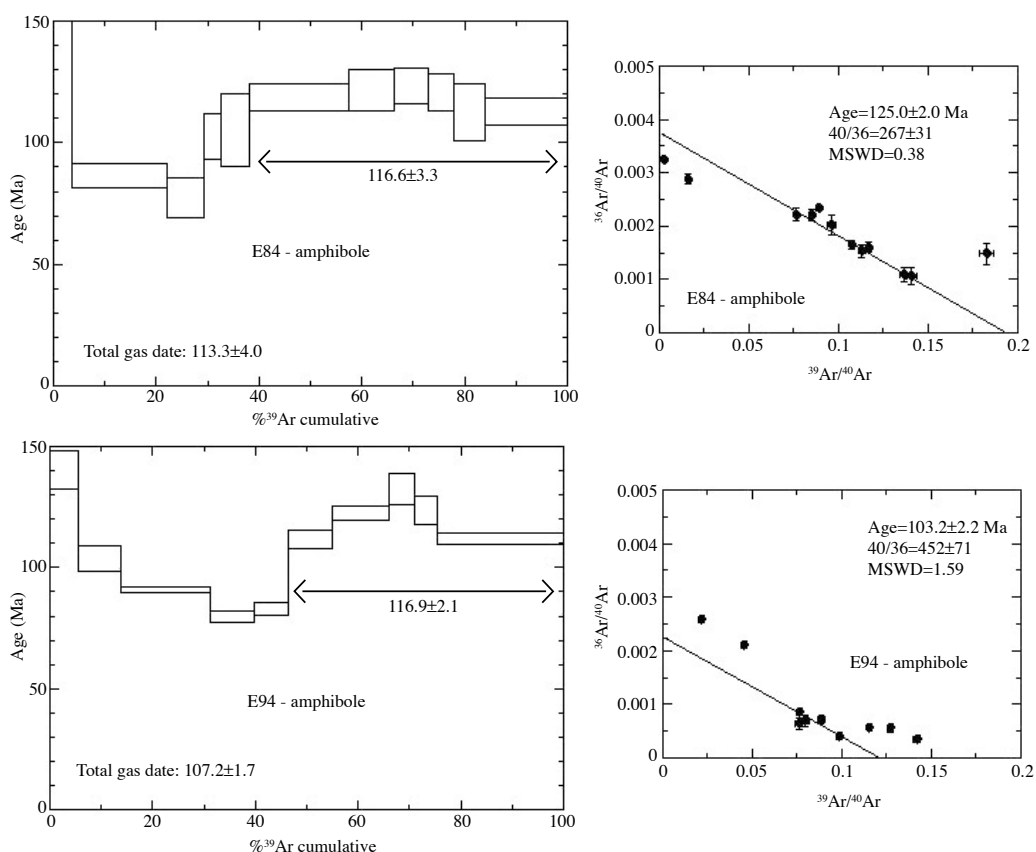 150
100
50
0
Age (Ma)
116.6±3.3
E84 - amphibole
Total gas date: 113.3±4.0
0 20 40 60 80 100
%³⁹Ar cumulative
0.005
0.004
0.003
0.002
0.001
0
³⁶Ar/⁴⁰Ar
Age=125.0±2.0 Ma
40/36=267±31
MSWD=0.38
E84 - amphibole
0 0.05 0.1 0.15 0.2
³⁹Ar/⁴⁰Ar
150
100
50
0
Age (Ma)
116.9±2.1
E94 - amphibole
Total gas date: 107.2±1.7
0 20 40 60 80 100
%³⁹Ar cumulative
0.005
0.004
0.003
0.002
0.001
0
³⁶Ar/⁴⁰Ar
Age=103.2±2.2 Ma
40/36=452±71
MSWD=1.59
E94 - amphibole
0 0.05 0.1 0.15 0.2
³⁹Ar/⁴⁰Ar